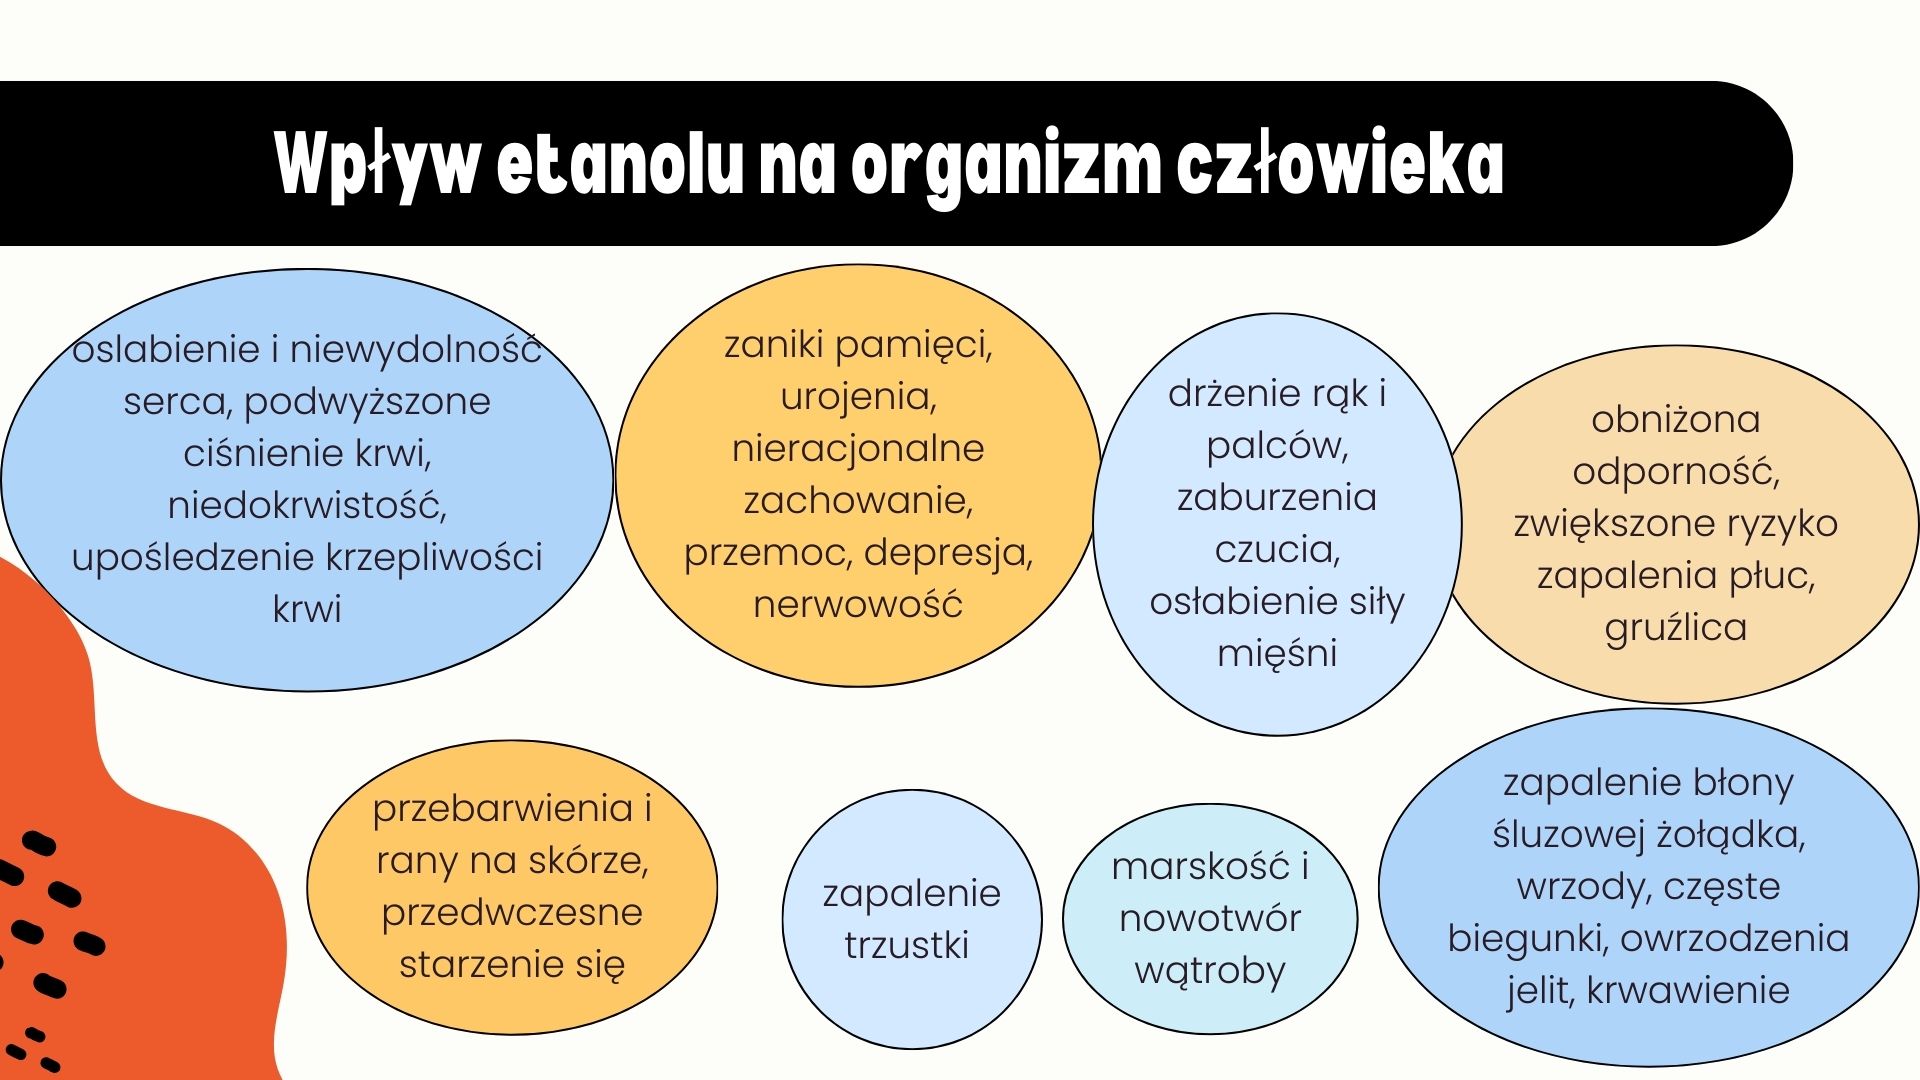 Wpływ etanolu na organizm człowieka
oslabienie i niewydolność
serca, podwyższone
ciśnienie krwi,
niedokrwistość,
upośledzenie krzepliwości
krwi
zaniki pamięci,
urojenia,
nieracjonalne
zachowanie,
przemoc, depresja,
nerwowość
drżenie rąk i
palców,
zaburzenia
czucia,
osłabienie siły
mięśni
obniżona
odporność,
zwiększone ryzyko
zapalenia płuc,
gruźlica
przebarwienia i
rany na skórze,
przedwczesne
starzenie się
zapalenie
trzustki
marskość i
nowotwór
wątroby
zapalenie błony
śluzowej żołądka,
wrzody, częste
biegunki, owrzodzenia
jelit, krwawienie